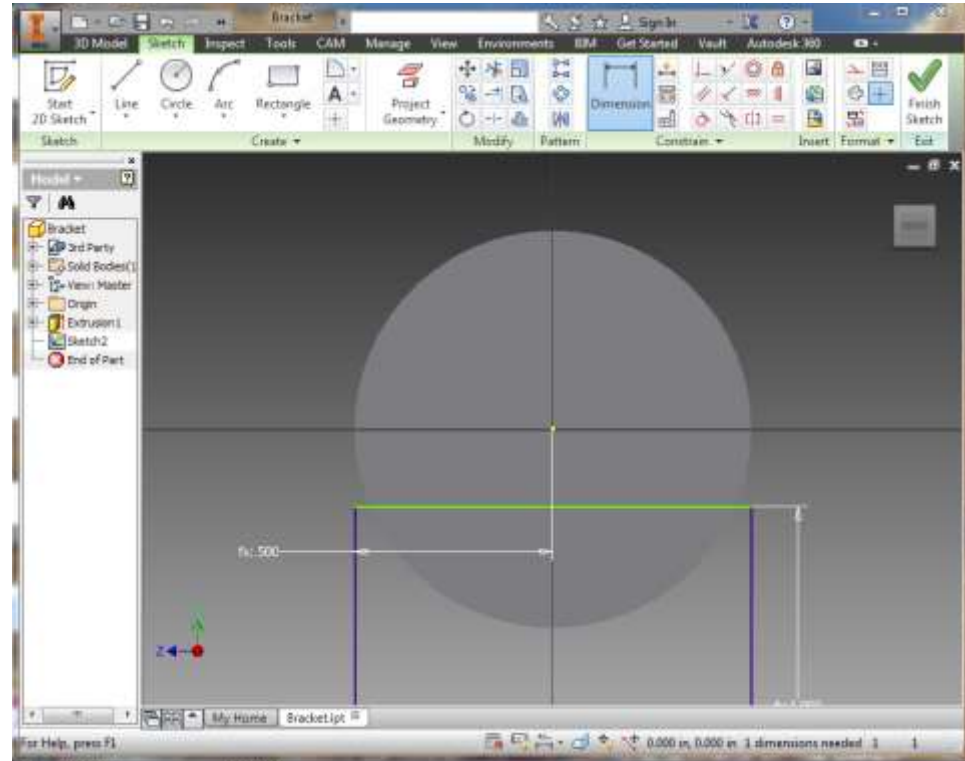 Bracket
Sign In
3D Model Sketch Inspect Tools CAM Manage View Environments BIM Get Started Vault Autodesk 360
Start
2D Sketch
Line Circle Arc Rectangle
Project
Geometry
Dimension
Finish
Sketch
Sketch Create Modify Pattern Constrain Insert Format Exit
Model
Bracket
3rd Party
Solid Bodies(1
View: Master
Origin
Extrusion1
Sketch2
End of Part
fx:.500
Z
My Home Bracket.ipt
For Help, press F1
0.000 in, 0.000 in 1 dimensions needed 1 1